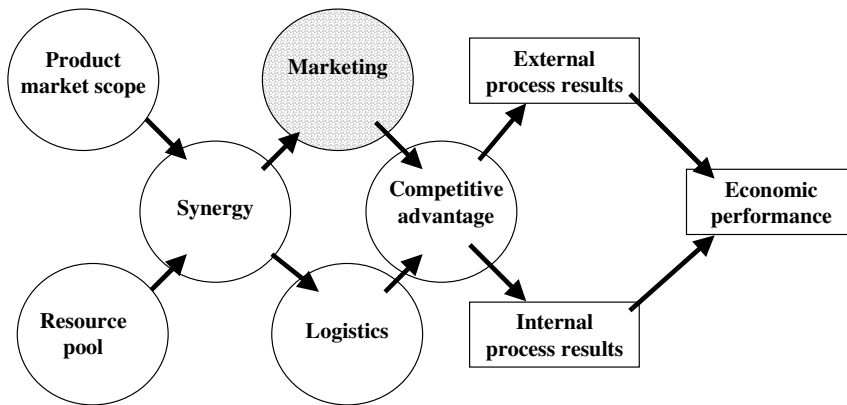 Product
market scope
Marketing
External
process results
Synergy
Competitive
advantage
Economic
performance
Resource
pool
Logistics
Internal
process results